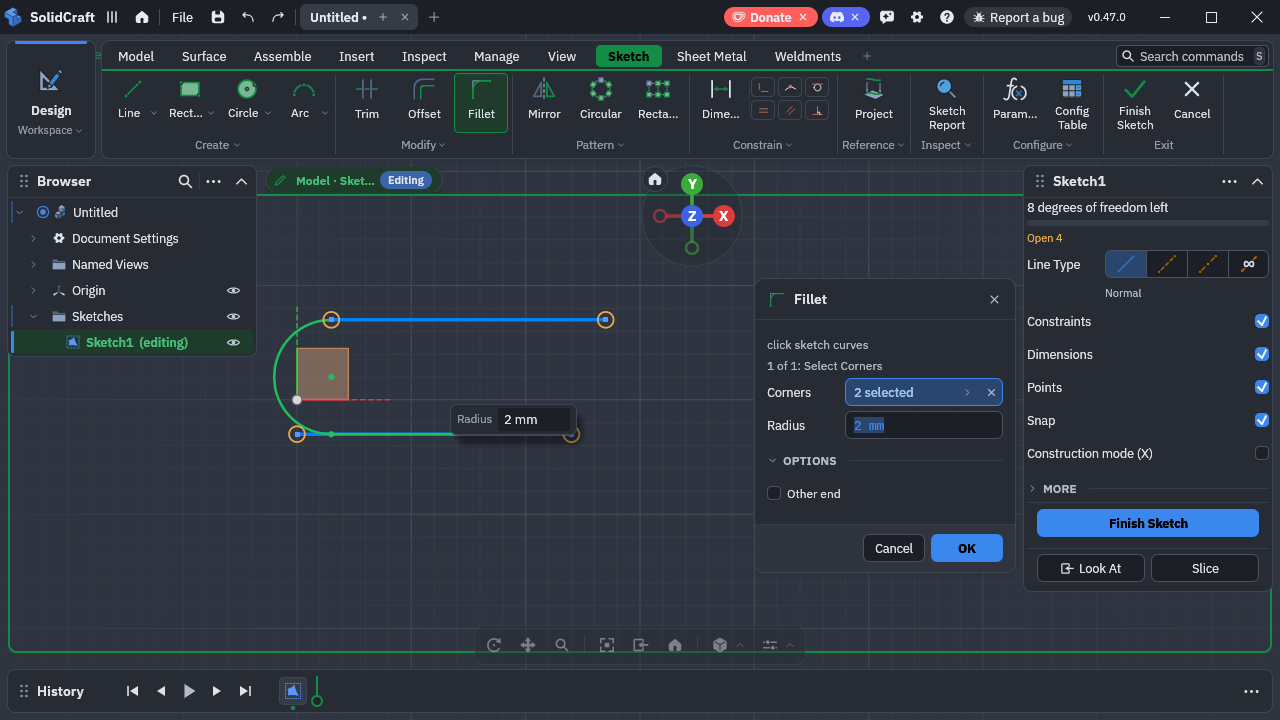 SolidCraft
File
Untitled •
Donate
Report a bug
v0.47.0
Design
Workspace
Model
Surface
Assemble
Insert
Inspect
Manage
View
Sketch
Sheet Metal
Weldments
Search commands
S
Line
Rect...
Circle
Arc
Create
Trim
Offset
Fillet
Modify
Mirror
Circular
Recta...
Pattern
Dime...
Constrain
Project
Reference
Sketch Report
Inspect
Param...
Config Table
Configure
Finish Sketch
Cancel
Exit
Browser
Untitled
Document Settings
Named Views
Origin
Sketches
Sketch1 (editing)
Model · Sket...
Editing
Y
Z
X
Radius
2 mm
Fillet
click sketch curves
1 of 1: Select Corners
Corners
2 selected
Radius
2 mm
OPTIONS
Other end
Cancel
OK
Sketch1
8 degrees of freedom left
Open 4
Line Type
Normal
Constraints
Dimensions
Points
Snap
Construction mode (X)
MORE
Finish Sketch
Look At
Slice
History